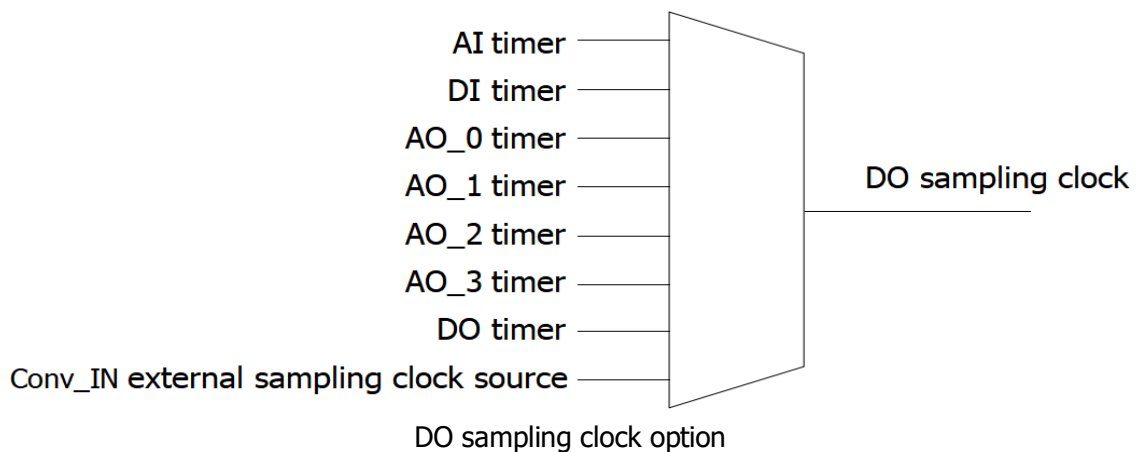 AI timer
DI timer
AO_0 timer
AO_1 timer
DO sampling clock
AO_2 timer
AO_3 timer
DO timer
Conv_IN external sampling clock source
DO sampling clock option